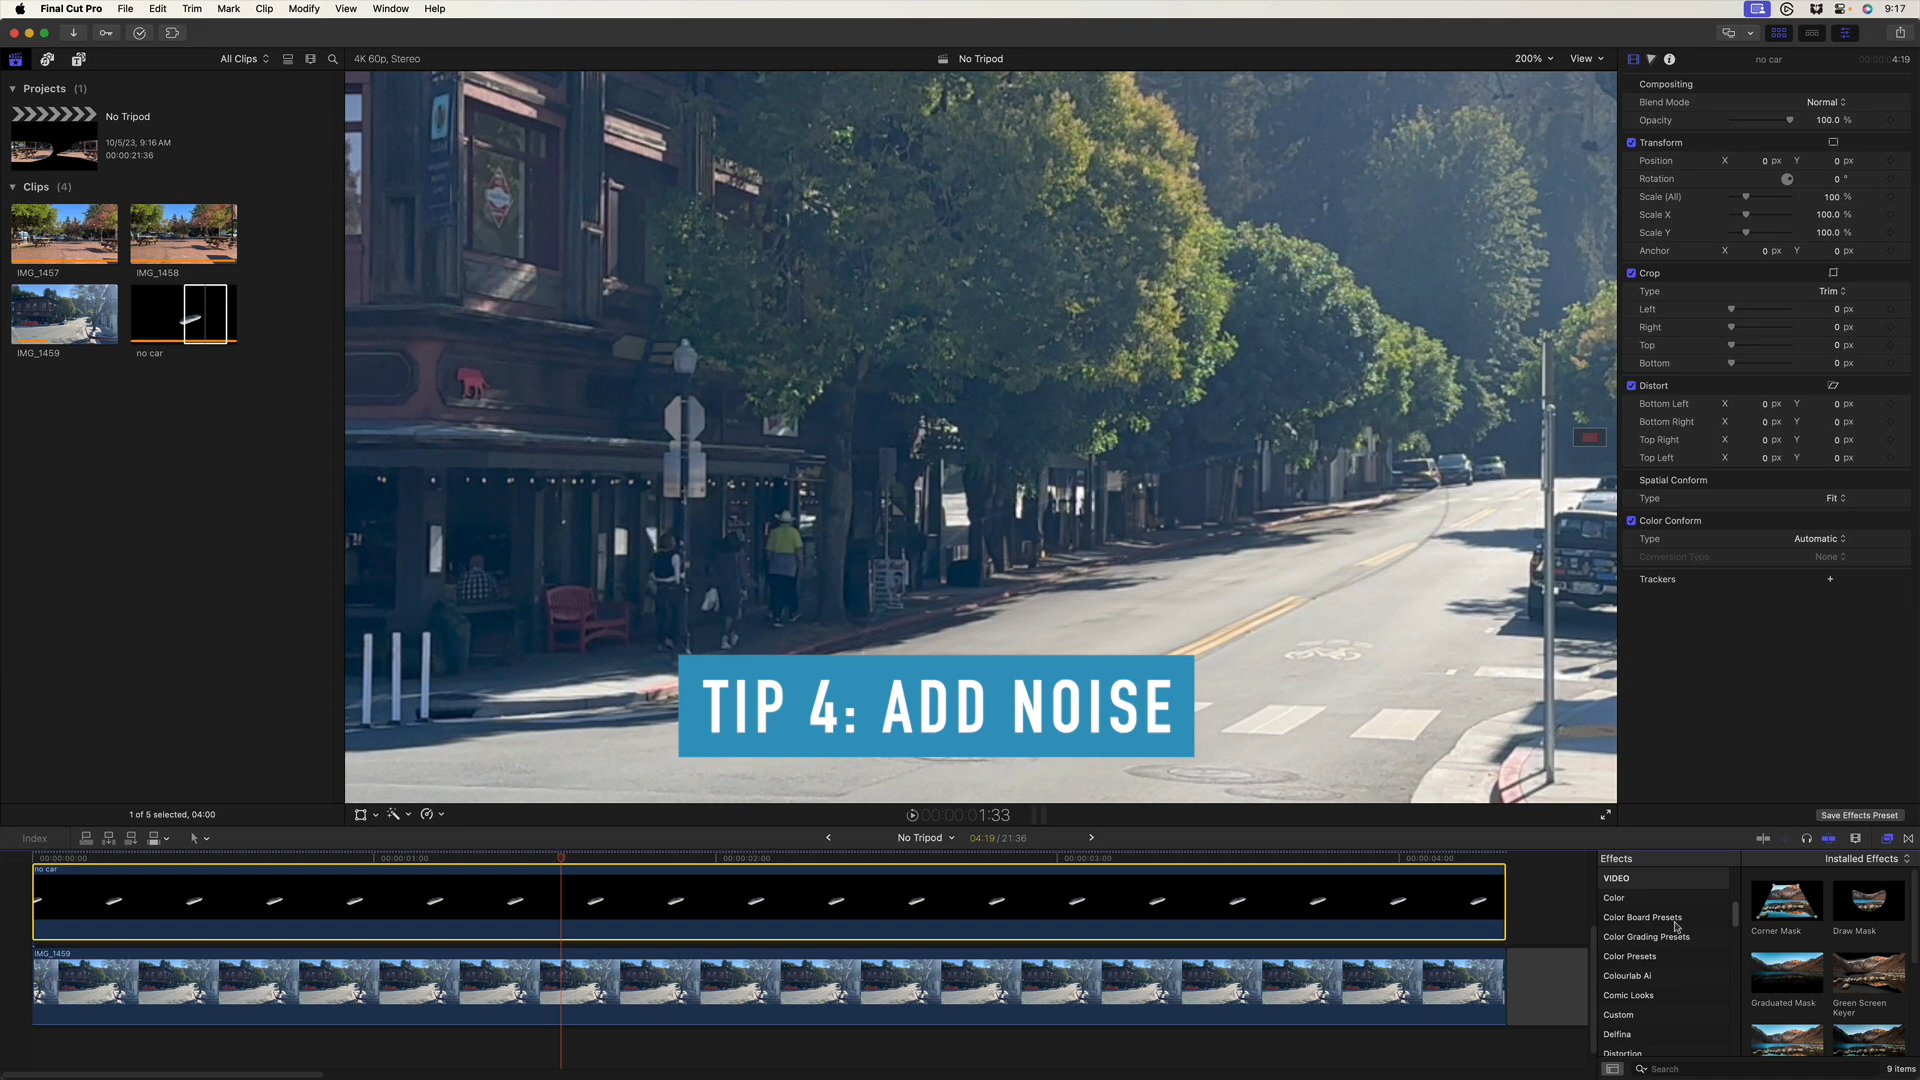 Final Cut Pro File Edit Trim Mark Clip Modify View Window Help 9:17
All Clips
4K 60p, Stereo
No Tripod
200%
View
no car
00:00:04:19
Projects (1)
No Tripod
10/5/23, 9:16 AM
00:00:21:36
Clips (4)
IMG_1457
IMG_1458
IMG_1459
no car
1 of 5 selected, 04:00
TIP 4: ADD NOISE
00:00:01:33
Compositing
Blend Mode Normal
Opacity 100.0 %
Transform
Position X 0 px Y 0 px
Rotation 0 °
Scale (All) 100 %
Scale X 100.0 %
Scale Y 100.0 %
Anchor X 0 px Y 0 px
Crop
Type Trim
Left 0 px
Right 0 px
Top 0 px
Bottom 0 px
Distort
Bottom Left X 0 px Y 0 px
Bottom Right X 0 px Y 0 px
Top Right X 0 px Y 0 px
Top Left X 0 px Y 0 px
Spatial Conform
Type Fit
Color Conform
Type Automatic
Conversion Type None
Trackers +
Save Effects Preset
Index
No Tripod
04:19 / 21:36
00:00:00:00 00:00:01:00 00:00:02:00 00:00:03:00 00:00:04:00
no car
IMG_1459
Effects
Installed Effects
VIDEO
Color
Color Board Presets
Color Grading Presets
Color Presets
Colourlab Ai
Comic Looks
Custom
Delfina
Distortion
Corner Mask
Draw Mask
Graduated Mask
Green Screen Keyer
Search
9 items